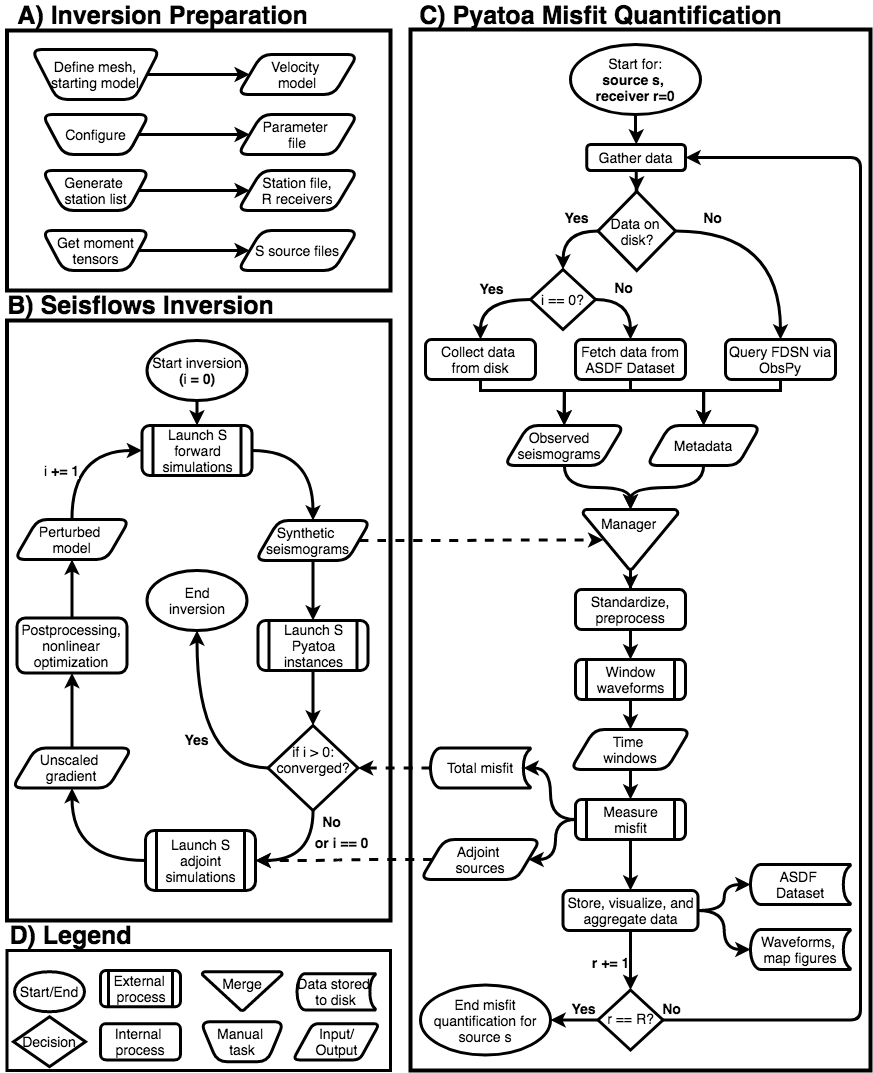 A) Inversion Preparation
Define mesh,
starting model
Velocity
model
Configure
Parameter
file
Generate
station list
Station file,
R receivers
Get moment
tensors
S source files
B) Seisflows Inversion
Start inversion
(i = 0)
Launch S
forward
simulations
i += 1
Perturbed
model
Synthetic
seismograms
End
inversion
Postprocessing,
nonlinear
optimization
Launch S
Pyatoa
instances
Yes
if i > 0:
converged?
Unscaled
gradient
No
or i == 0
Launch S
adjoint
simulations
C) Pyatoa Misfit Quantification
Start for:
source s,
receiver r=0
Gather data
Yes
Data on
disk?
No
Yes
i == 0?
No
Collect data
from disk
Fetch data from
ASDF Dataset
Query FDSN via
ObsPy
Observed
seismograms
Metadata
Manager
Standardize,
preprocess
Window
waveforms
Time
windows
Total misfit
Measure
misfit
Adjoint
sources
Store, visualize, and
aggregate data
ASDF
Dataset
Waveforms,
map figures
r += 1
End misfit
quantification for
source s
Yes
r == R?
No
D) Legend
Start/End
External
process
Merge
Data stored
to disk
Decision
Internal
process
Manual
task
Input/
Output